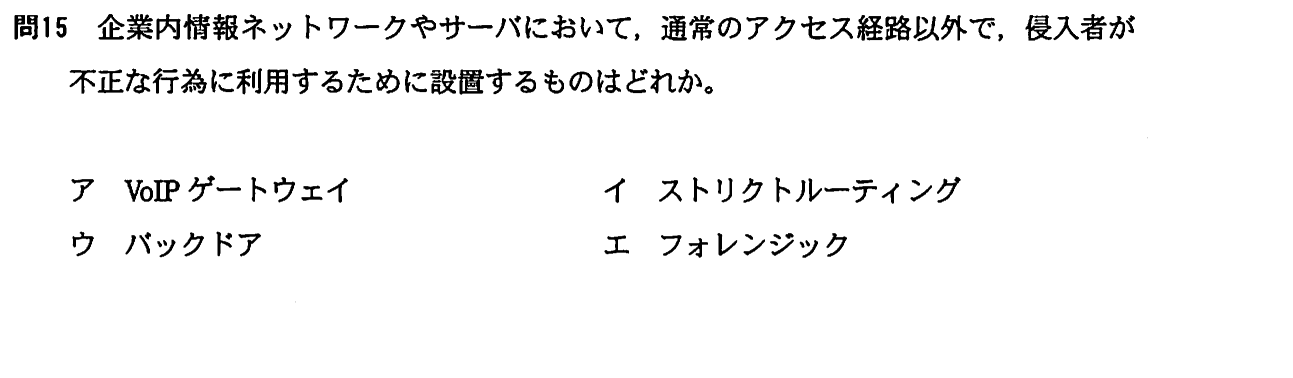 問15 企業内情報ネットワークやサーバにおいて，通常のアクセス経路以外で，侵入者が
不正な行為に利用するために設置するものはどれか。
ア VoIP ゲートウェイ イ ストリクトルーティング
ウ バックドア エ フォレンジック